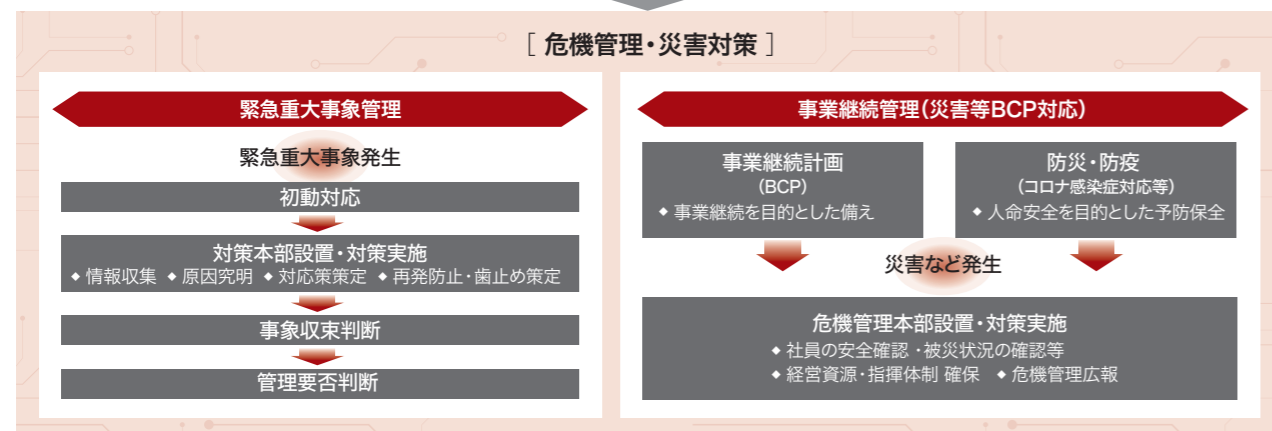 [ 危機管理・災害対策 ]
緊急重大事象管理
緊急重大事象発生
初動対応
対策本部設置・対策実施
◆ 情報収集 ◆ 原因究明 ◆ 対応策策定 ◆ 再発防止・歯止め策定
事象収束判断
管理要否判断
事業継続管理(災害等BCP対応)
事業継続計画
(BCP)
◆ 事業継続を目的とした備え
防災・防疫
(コロナ感染症対応等)
◆ 人命安全を目的とした予防保全
災害など発生
危機管理本部設置・対策実施
◆ 社員の安全確認・被災状況の確認等
◆ 経営資源・指揮体制 確保 ◆ 危機管理広報